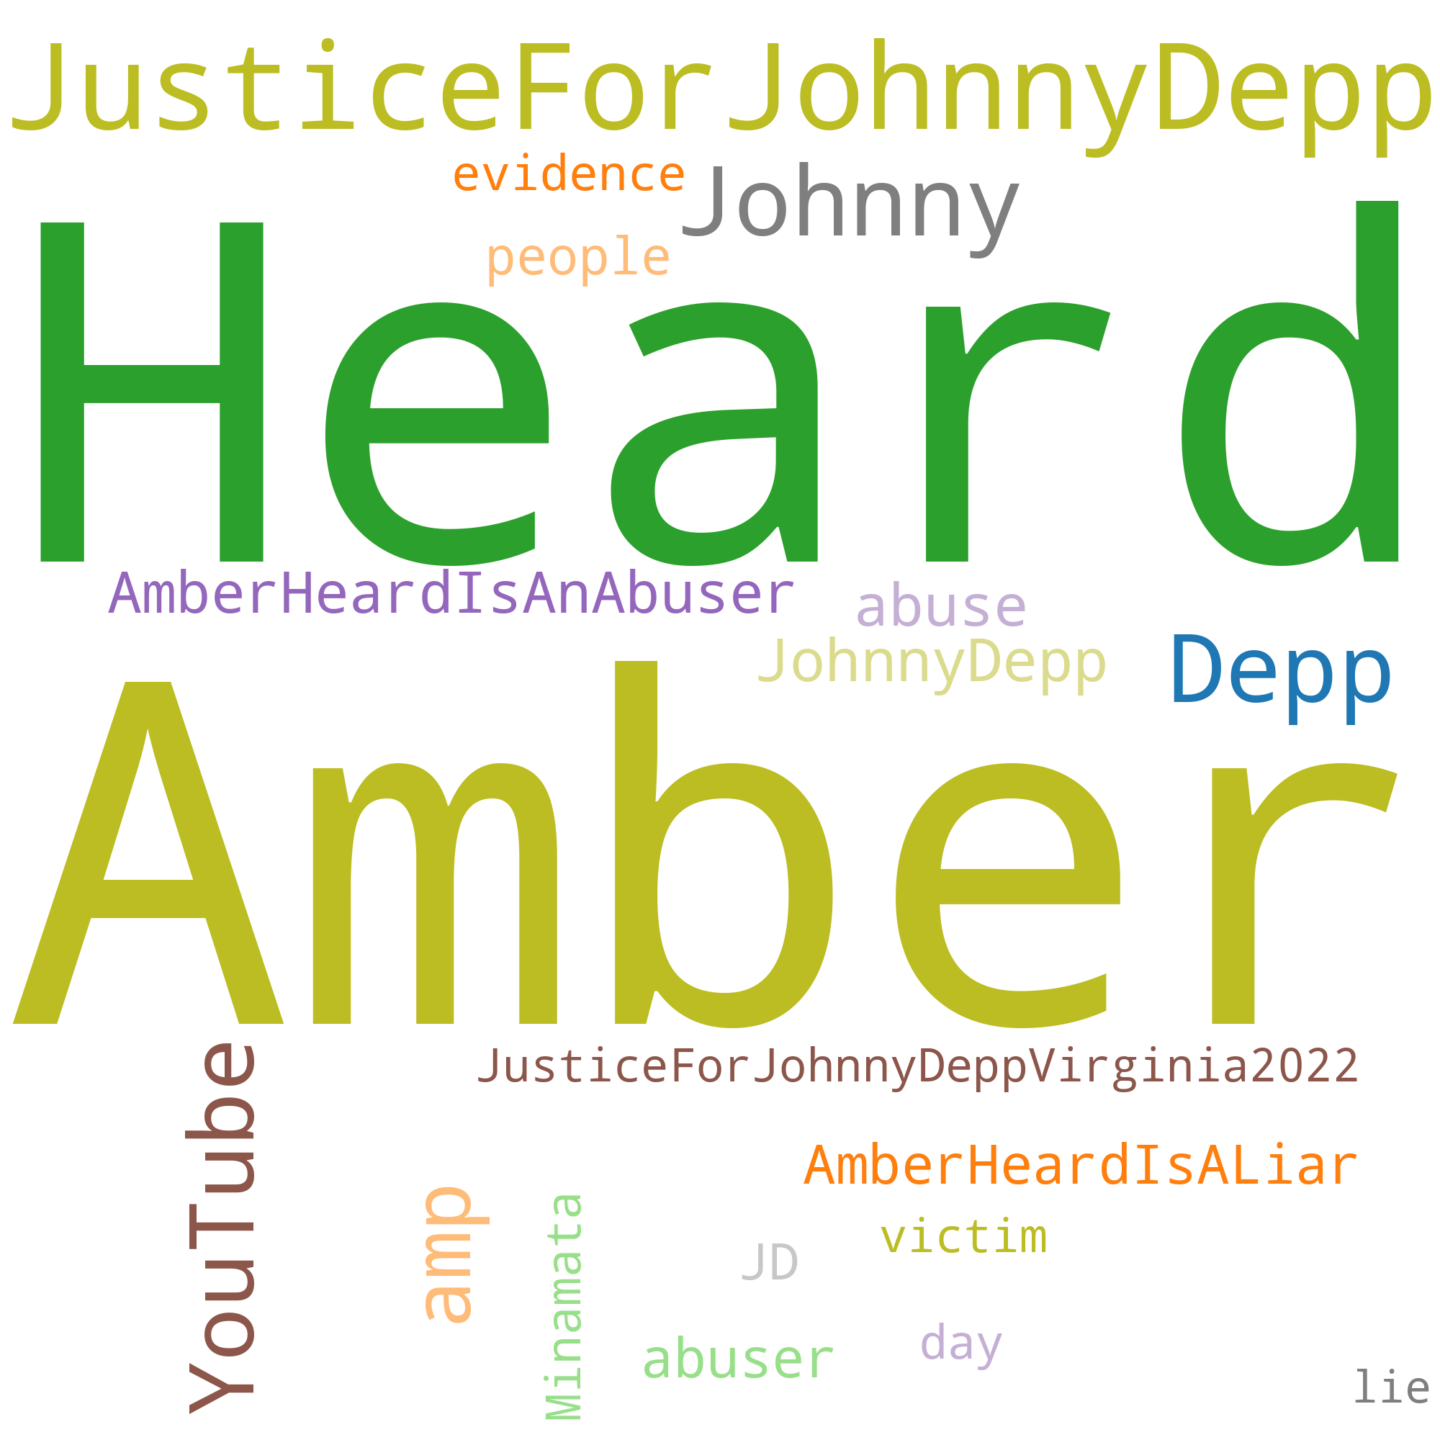 JusticeForJohnnyDepp
evidence
Johnny
people
Heard
AmberHeardIsAnAbuser
abuse
JohnnyDepp
Depp
Amber
JusticeForJohnnyDeppVirginia2022
YouTube
AmberHeardIsALiar
amp
Minamata
victim
JD
abuser
day
lie